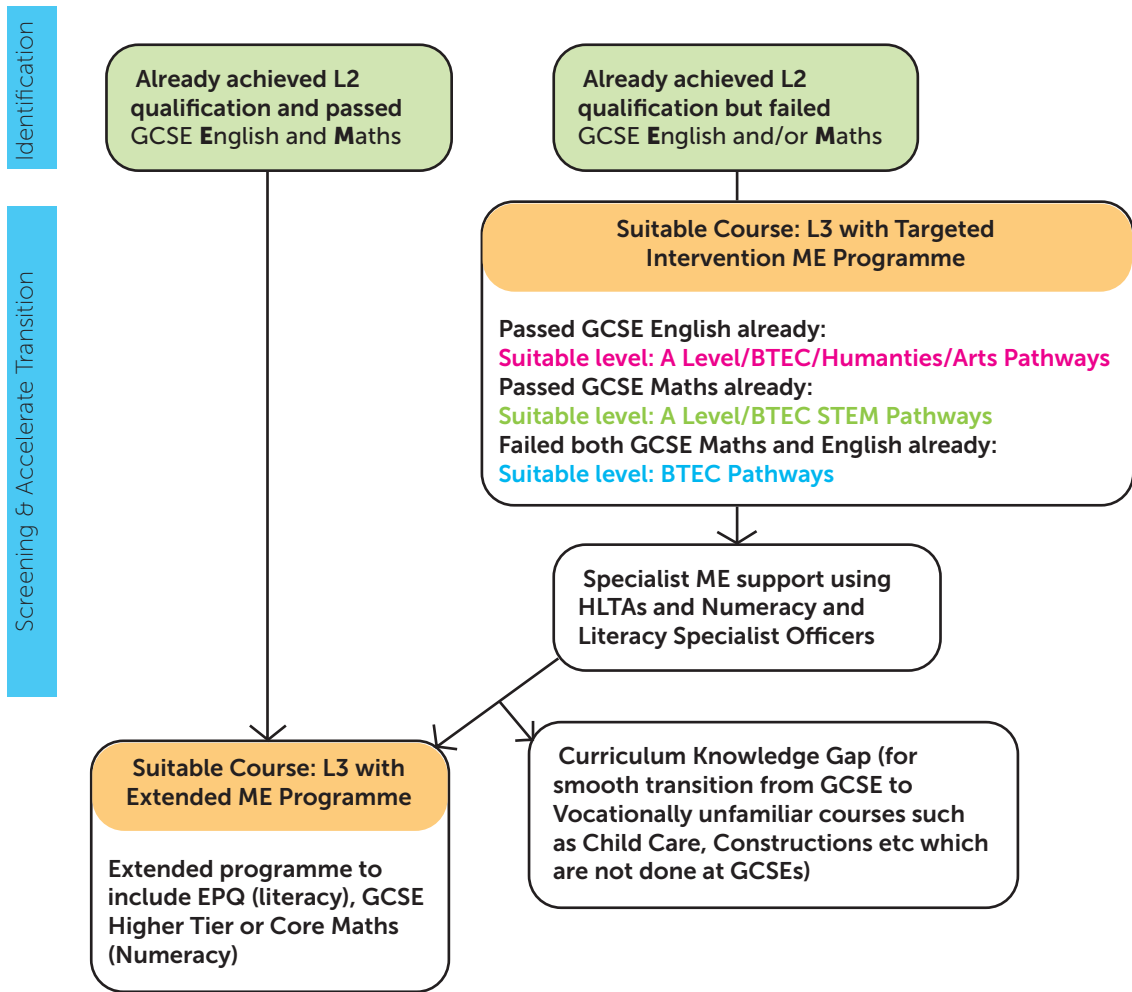 Identification
Already achieved L2
qualification and passed
GCSE English and Maths
Already achieved L2
qualification but failed
GCSE English and/or Maths
Screening & Accelerate Transition
Suitable Course: L3 with Targeted
Intervention ME Programme
Passed GCSE English already:
Suitable level: A Level/BTEC/Humanties/Arts Pathways
Passed GCSE Maths already:
Suitable level: A Level/BTEC STEM Pathways
Failed both GCSE Maths and English already:
Suitable level: BTEC Pathways
Specialist ME support using
HLTAs and Numeracy and
Literacy Specialist Officers
Suitable Course: L3 with
Extended ME Programme
Extended programme to
include EPQ (literacy), GCSE
Higher Tier or Core Maths
(Numeracy)
Curriculum Knowledge Gap (for
smooth transition from GCSE to
Vocationally unfamiliar courses such
as Child Care, Constructions etc which
are not done at GCSEs)